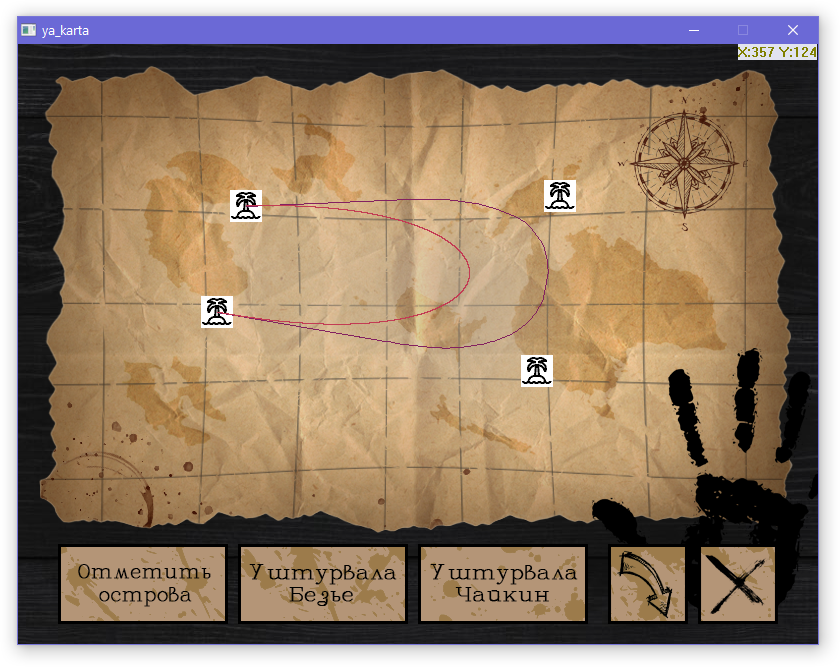 ya_karta
X:357 Y:124
N
W
E
S
Отметить
острова
У штурвала
Безье
У штурвала
Чайкин